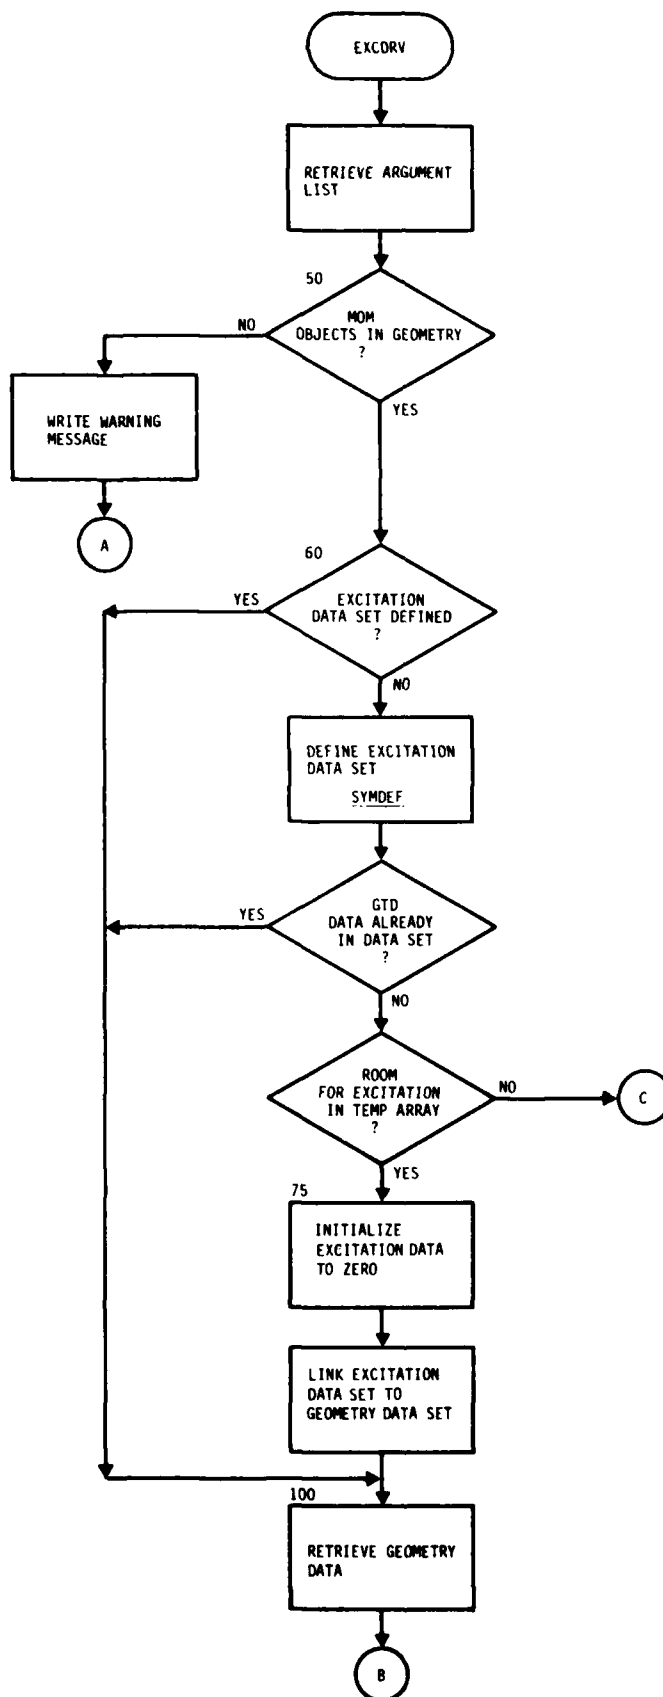 EXCDRV
RETRIEVE ARGUMENT
LIST
50
MOM
OBJECTS IN GEOMETRY
?
NO
YES
WRITE WARNING
MESSAGE
A
60
EXCITATION
DATA SET DEFINED
?
YES
NO
DEFINE EXCITATION
DATA SET
SYMDEF
GTD
DATA ALREADY
IN DATA SET
?
YES
NO
ROOM
FOR EXCITATION
IN TEMP ARRAY
?
NO
C
YES
75
INITIALIZE
EXCITATION DATA
TO ZERO
LINK EXCITATION
DATA SET TO
GEOMETRY DATA SET
100
RETRIEVE GEOMETRY
DATA
B